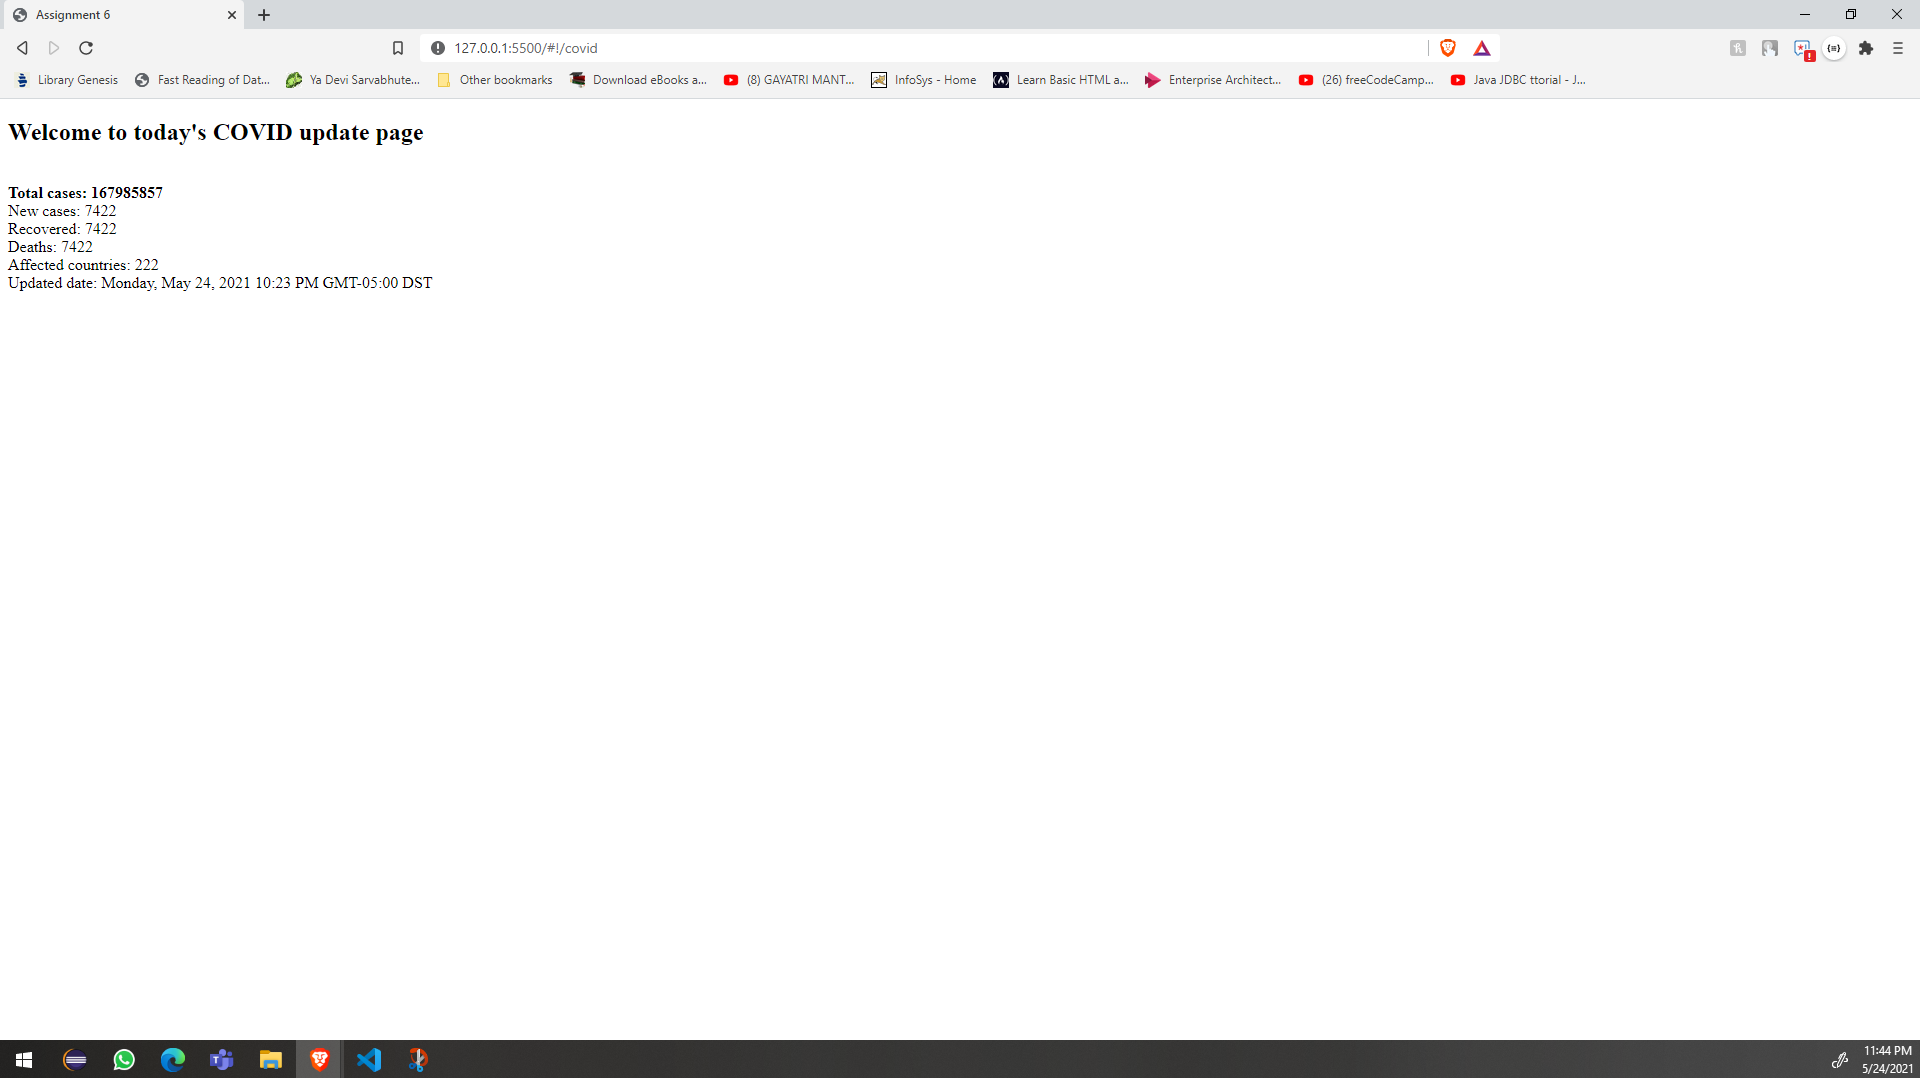 Assignment 6
127.0.0.1:5500/#!/covid
Library Genesis Fast Reading of Dat... Ya Devi Sarvabhute... Other bookmarks Download eBooks a... (8) GAYATRI MANT... InfoSys - Home Learn Basic HTML a... Enterprise Architect... (26) freeCodeCamp... Java JDBC ttorial - J...
Welcome to today's COVID update page
Total cases: 167985857
New cases: 7422
Recovered: 7422
Deaths: 7422
Affected countries: 222
Updated date: Monday, May 24, 2021 10:23 PM GMT-05:00 DST
11:44 PM
5/24/2021